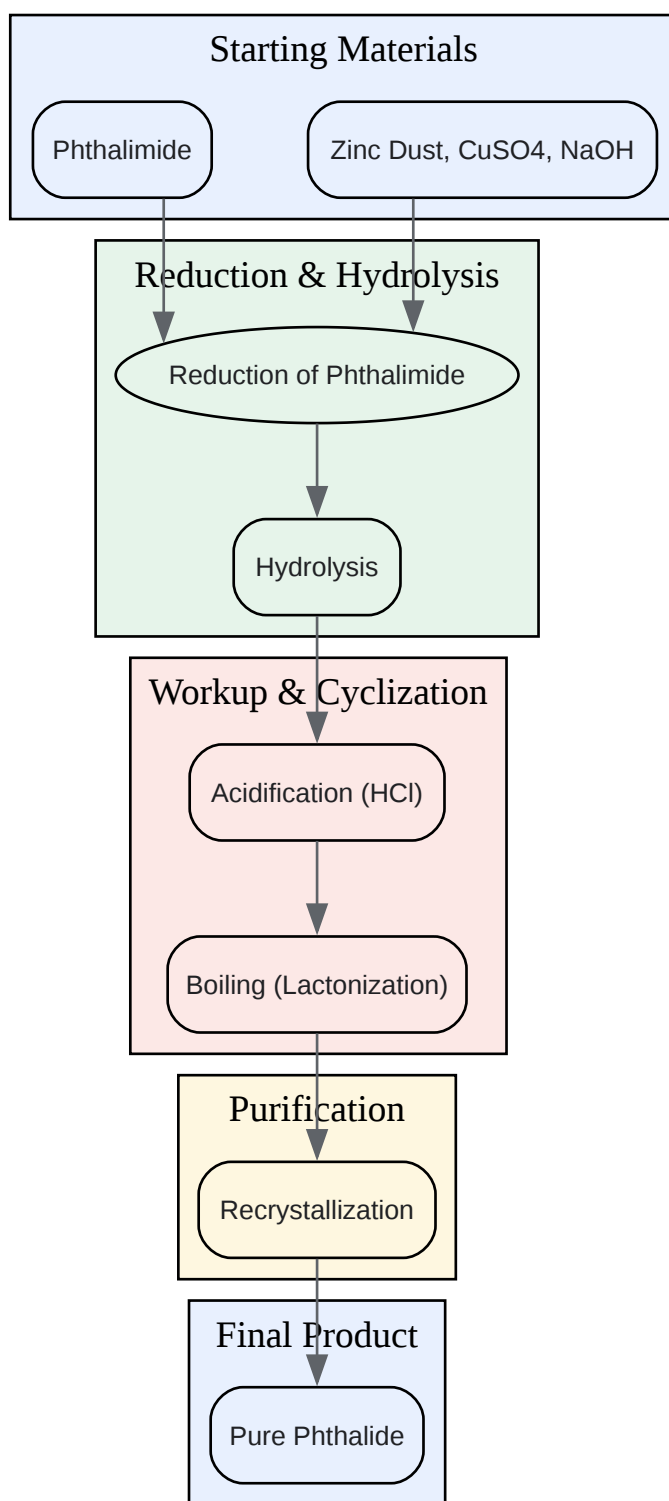 Starting Materials
Phthalimide
Zinc Dust, CuSO4, NaOH
Reduction & Hydrolysis
Reduction of Phthalimide
Hydrolysis
Workup & Cyclization
Acidification (HCl)
Boiling (Lactonization)
Purification
Recrystallization
Final Product
Pure Phthalide